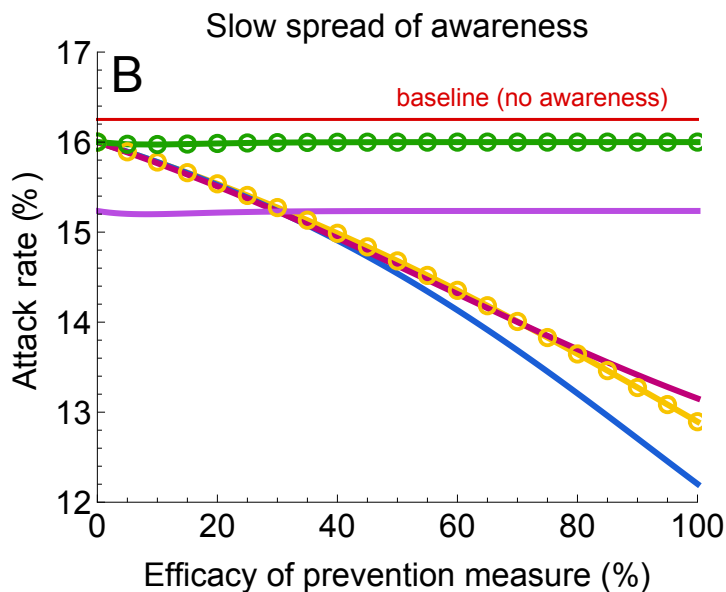 Slow spread of awareness
B
baseline (no awareness)
17
16
15
14
13
12
Attack rate (%)
0
20
40
60
80
100
Efficacy of prevention measure (%)